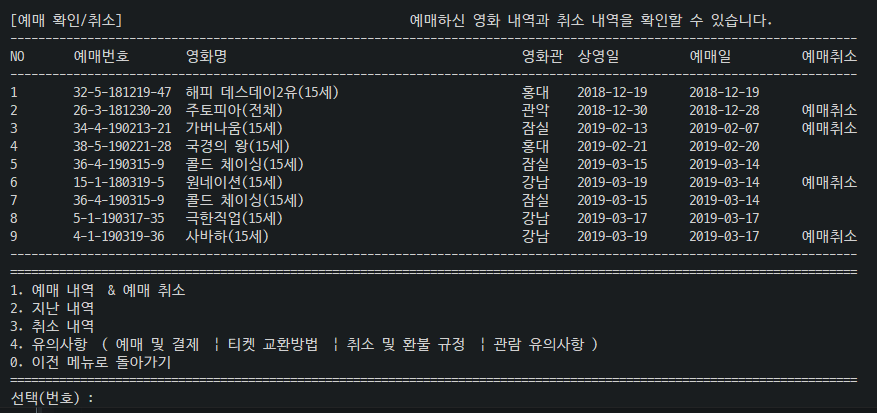 [예매 확인/취소] 예매하신 영화 내역과 취소 내역을 확인할 수 있습니다.
--------------------------------------------------------------------------------------------------------------------------
NO 예매번호 영화명 영화관 상영일 예매일 예매취소
--------------------------------------------------------------------------------------------------------------------------
1 32-5-181219-47 해피 데스데이2유(15세) 홍대 2018-12-19 2018-12-19
2 26-3-181230-20 주토피아(전체) 관악 2018-12-30 2018-12-28 예매취소
3 34-4-190213-21 가버나움(15세) 잠실 2019-02-13 2019-02-07 예매취소
4 38-5-190221-28 국경의 왕(15세) 홍대 2019-02-21 2019-02-20
5 36-4-190315-9 콜드 체이싱(15세) 잠실 2019-03-15 2019-03-14
6 15-1-180319-5 원네이션(15세) 강남 2019-03-19 2019-03-14 예매취소
7 36-4-190315-9 콜드 체이싱(15세) 잠실 2019-03-15 2019-03-14
8 5-1-190317-35 극한직업(15세) 강남 2019-03-17 2019-03-17
9 4-1-190319-36 사바하(15세) 강남 2019-03-19 2019-03-17 예매취소
--------------------------------------------------------------------------------------------------------------------------
==========================================================================================================================
1. 예매 내역 & 예매 취소
2. 지난 내역
3. 취소 내역
4. 유의사항 ( 예매 및 결제 ¦ 티켓 교환방법 ¦ 취소 및 환불 규정 ¦ 관람 유의사항 )
0. 이전 메뉴로 돌아가기
==========================================================================================================================
선택(번호) :